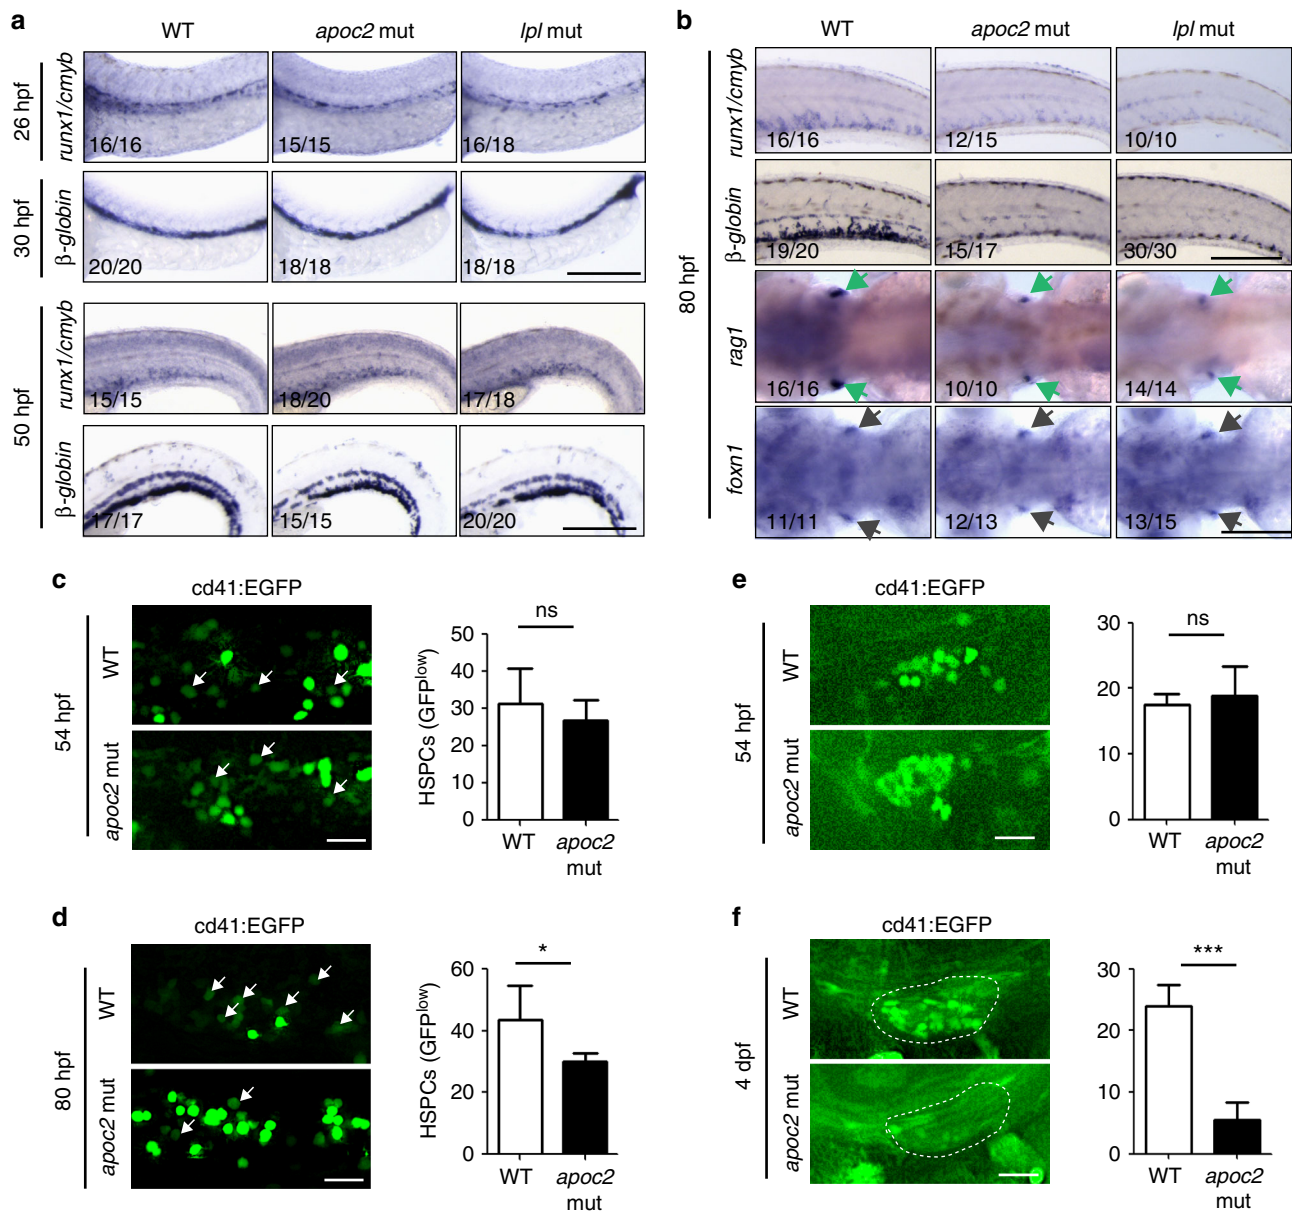 a
WT
apoc2 mut
lpl mut
26 hpf
runx1/cmyb
16/16
15/15
16/18
30 hpf
β-globin
20/20
18/18
18/18
50 hpf
runx1/cmyb
15/15
18/20
17/18
β-globin
17/17
15/15
20/20
b
WT
apoc2 mut
lpl mut
80 hpf
runx1/cmyb
16/16
12/15
10/10
β-globin
19/20
15/17
30/30
rag1
16/16
10/10
14/14
foxn1
11/11
12/13
13/15
c
cd41:EGFP
54 hpf
WT
apoc2 mut
HSPCs (GFPlow)
50
40
30
20
10
0
ns
WT
apoc2
mut
d
cd41:EGFP
80 hpf
WT
apoc2 mut
HSPCs (GFPlow)
60
40
20
0
*
WT
apoc2
mut
e
cd41:EGFP
54 hpf
WT
apoc2 mut
30
20
10
0
ns
WT
apoc2
mut
f
cd41:EGFP
4 dpf
WT
apoc2 mut
30
20
10
0
***
WT
apoc2
mut